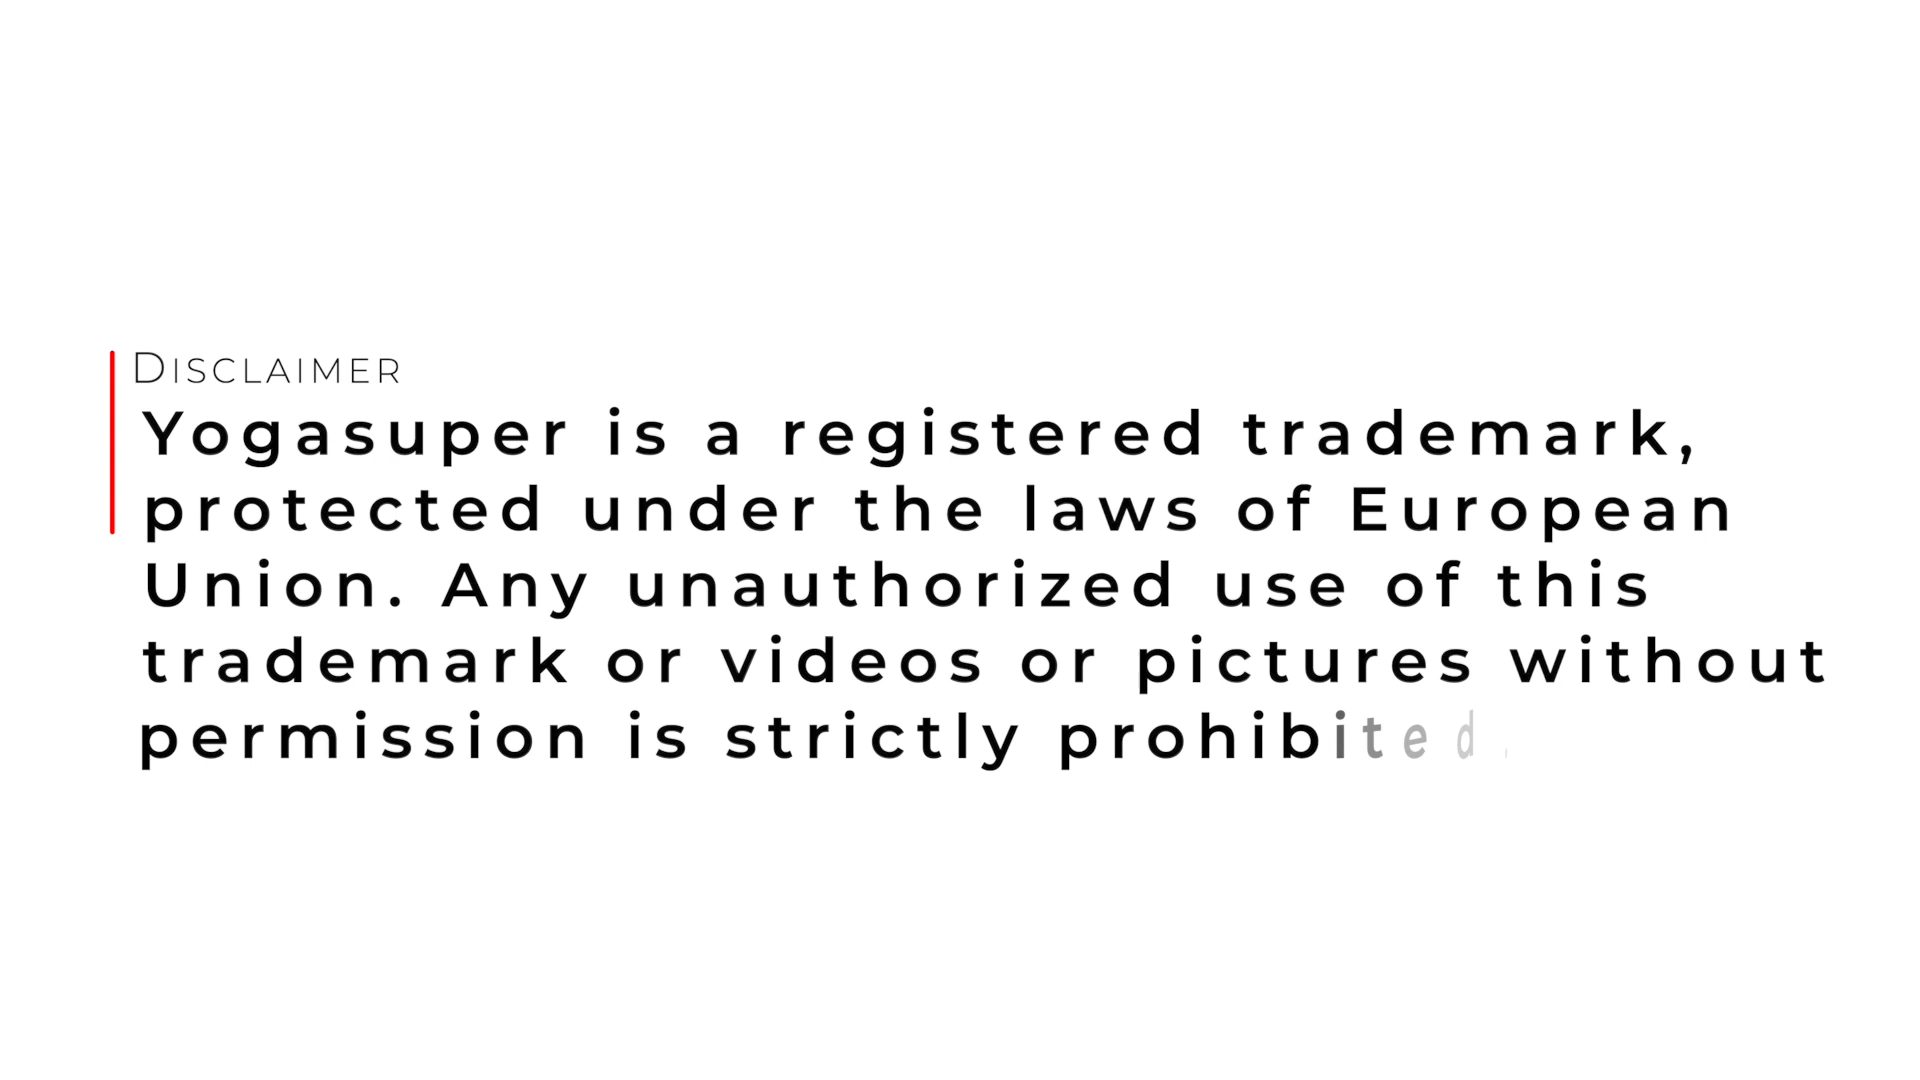 Disclaimer
Yogasuper is a registered trademark,
protected under the laws of European
Union. Any unauthorized use of this
trademark or videos or pictures without
permission is strictly prohibited.